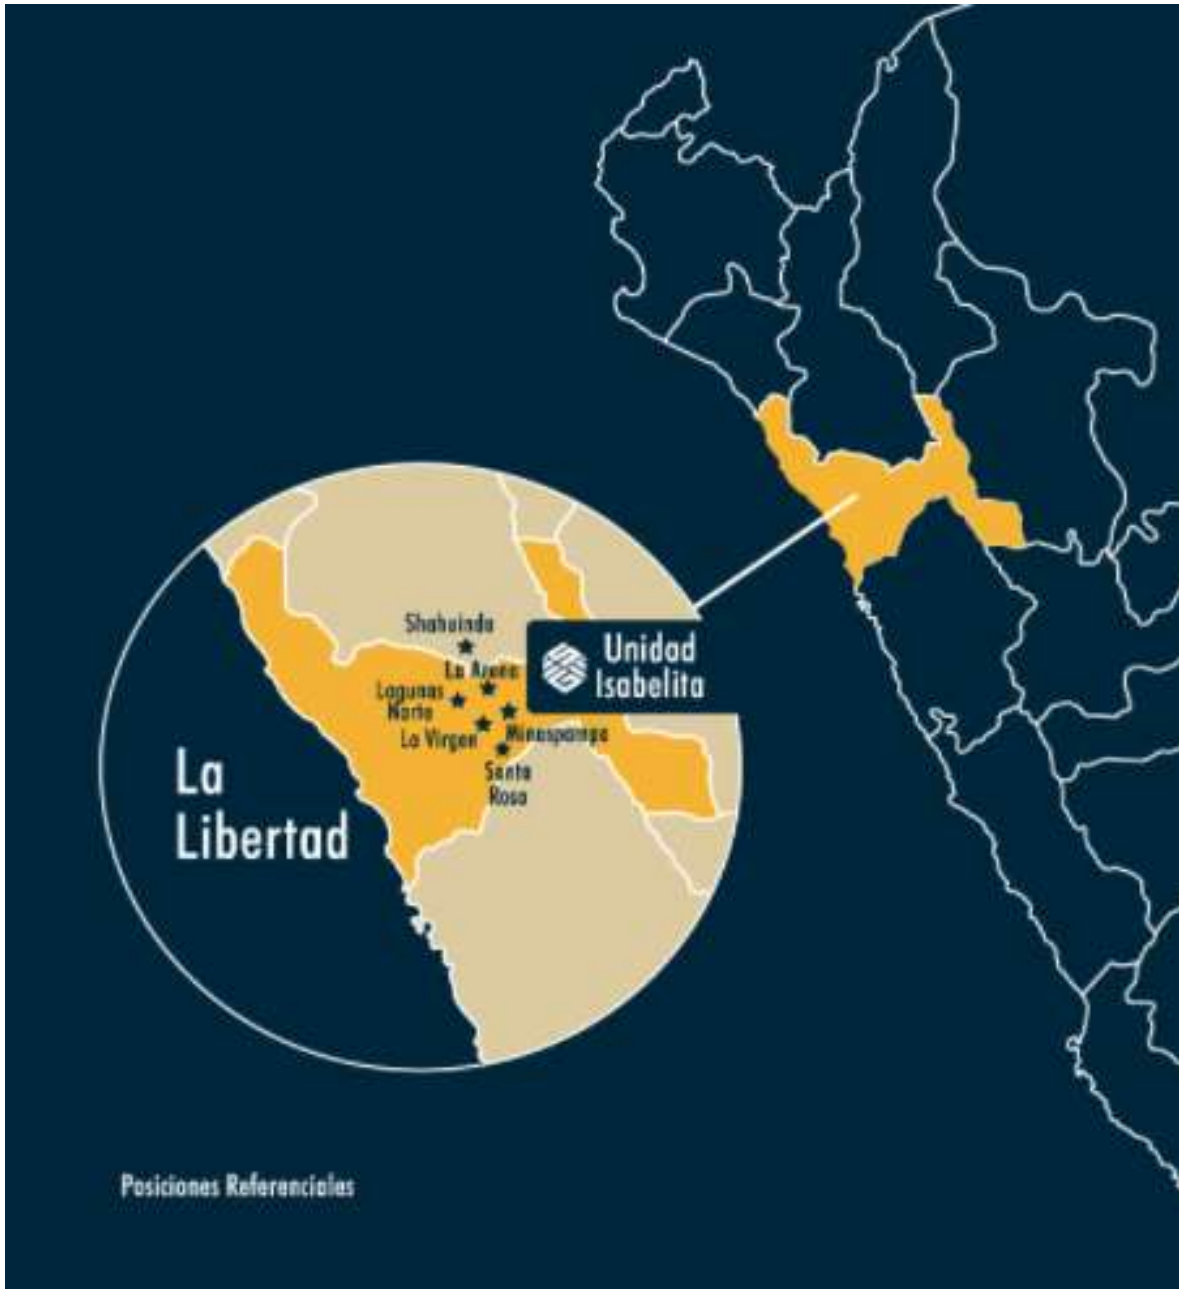 Shahuindo
La Arena
Lagunas
Norte
La Virgen
Minaspampa
Santa
Rosa
Unidad
Isabelita
La
Libertad
Posiciones Referenciales